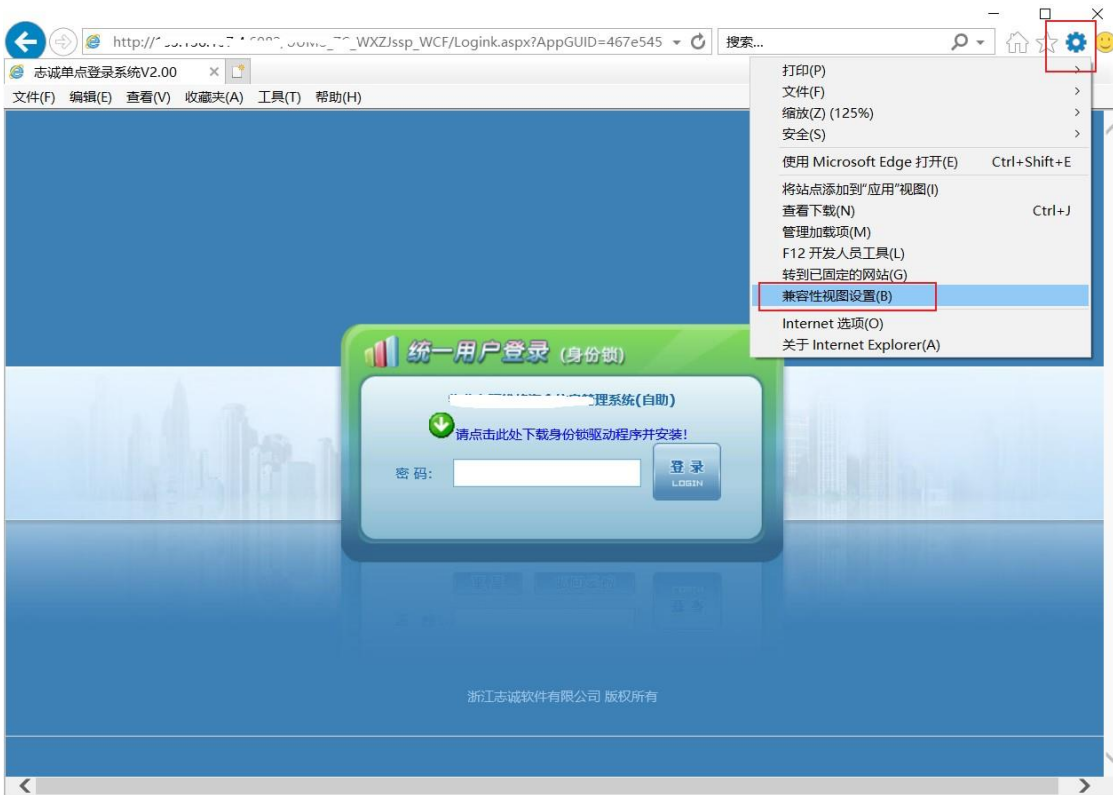 http://
WXZJssp_WCF/Logink.aspx?AppGUID=467e545
搜索...
志诚单点登录系统V2.00
文件(F) 编辑(E) 查看(V) 收藏夹(A) 工具(T) 帮助(H)
打印(P)
文件(F)
缩放(Z) (125%)
安全(S)
使用 Microsoft Edge 打开(E) Ctrl+Shift+E
将站点添加到“应用”视图(I)
查看下载(N) Ctrl+J
管理加载项(M)
F12 开发人员工具(L)
转到已固定的网站(G)
兼容性视图设置(B)
Internet 选项(O)
关于 Internet Explorer(A)
统一用户登录 (身份锁)
理系统(自助)
请点击此处下载身份锁驱动程序并安装!
密 码:
登 录
LOGIN
浙江志诚软件有限公司 版权所有